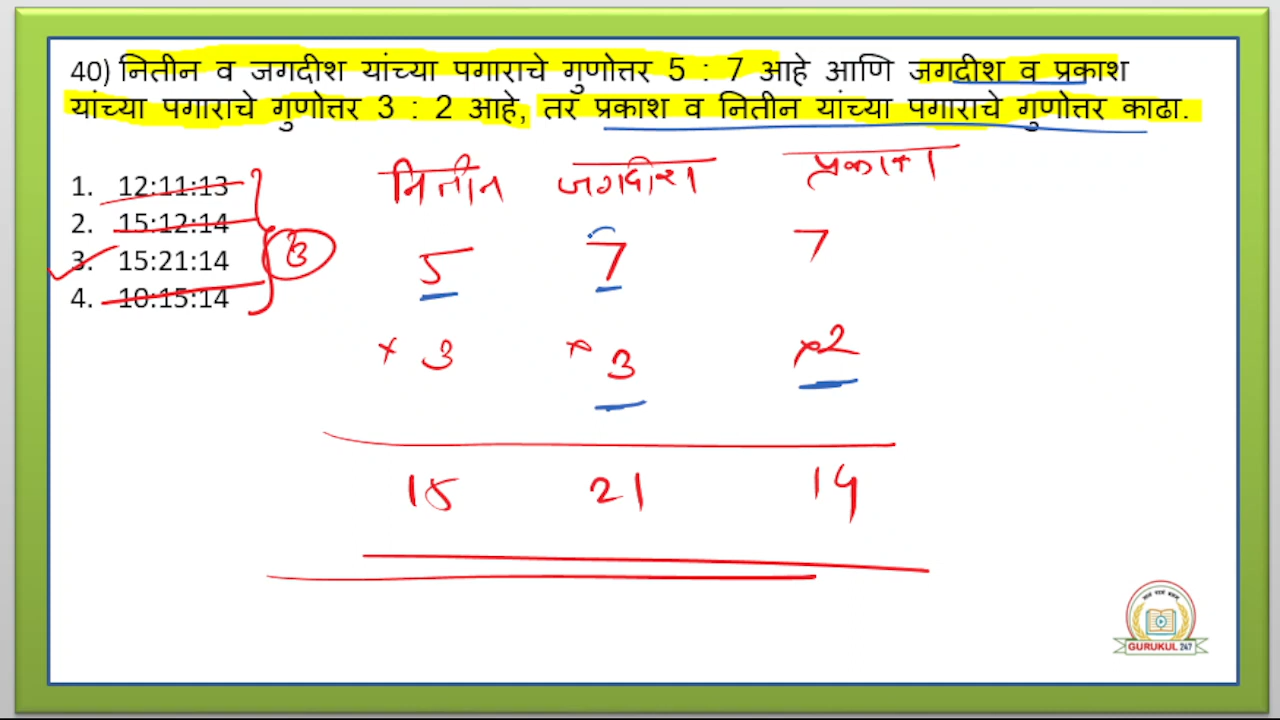 40) नितीन व जगदीश यांच्या पगाराचे गुणोत्तर 5 : 7 आहे आणि जगदीश व प्रकाश
यांच्या पगाराचे गुणोत्तर 3 : 2 आहे, तर प्रकाश व नितीन यांच्या पगाराचे गुणोत्तर काढा.
1. 12:11:13
2. 15:12:14
3. 15:21:14
4. 10:15:14
3
नितीन जगदीश प्रकाश
5 7 7
× 3 × 3 × 2
15 21 14
GURUKUL 247